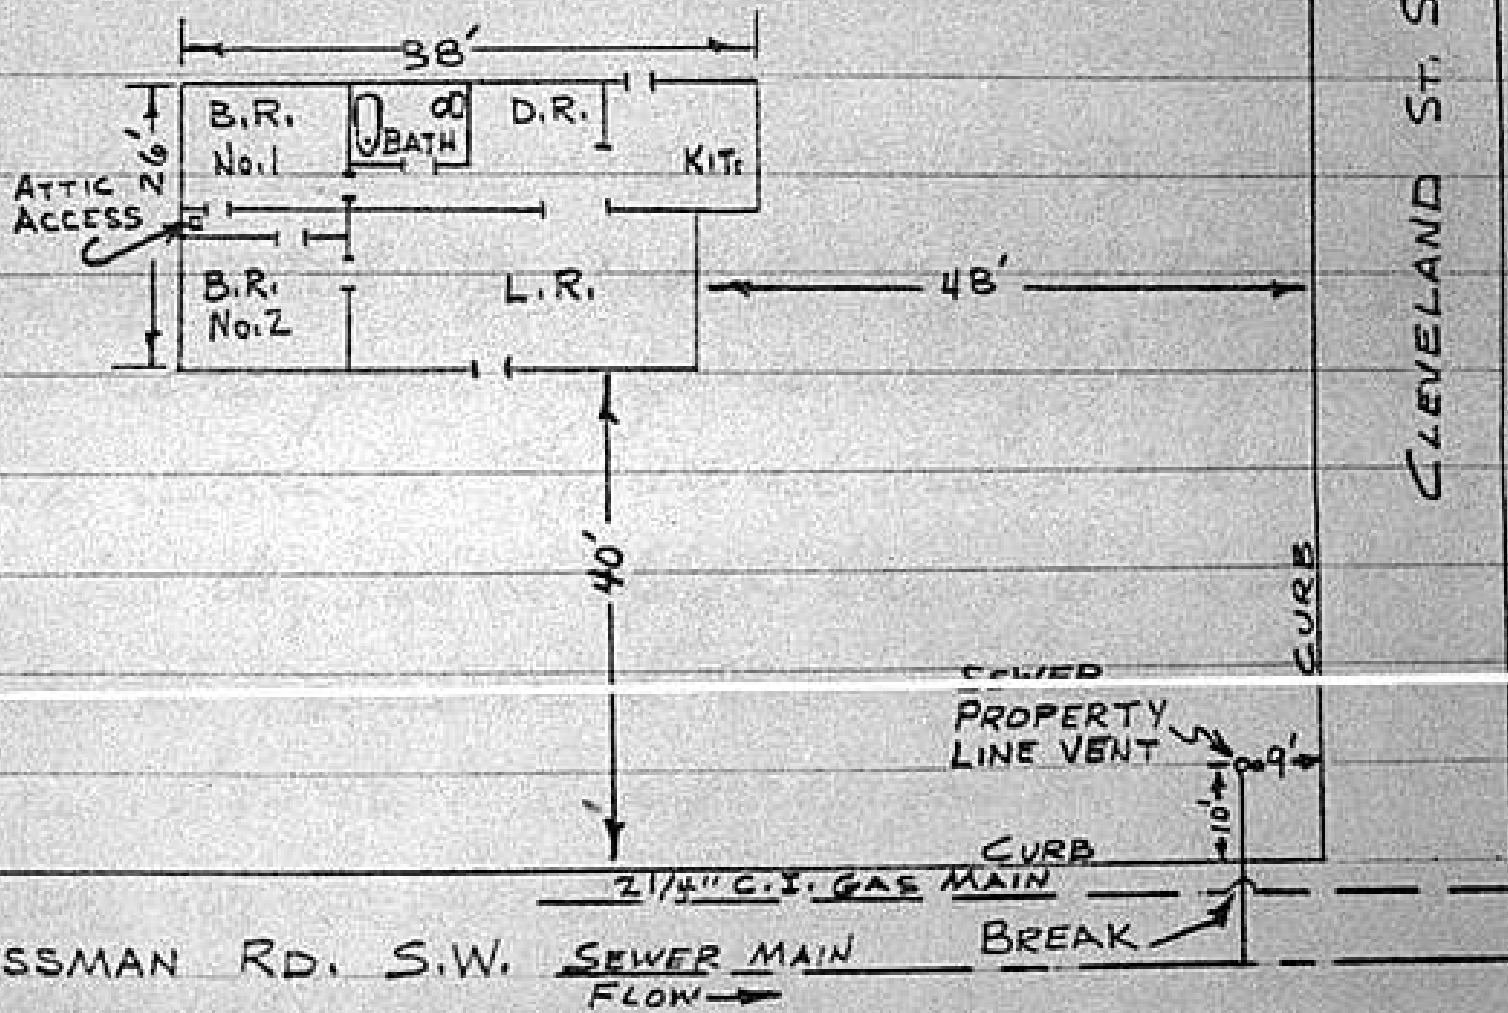 38'
B.R.
No.1
BATH
D.R.
KIT.
26'
ATTIC
ACCESS
B.R.
No.2
L.R.
48'
CLEVELAND ST. S
40'
CURB
SEWER
PROPERTY
LINE VENT
9'
10'
CURB
2 1/4" C.I. GAS MAIN
BREAK
SSMAN RD. S.W.
SEWER MAIN
FLOW